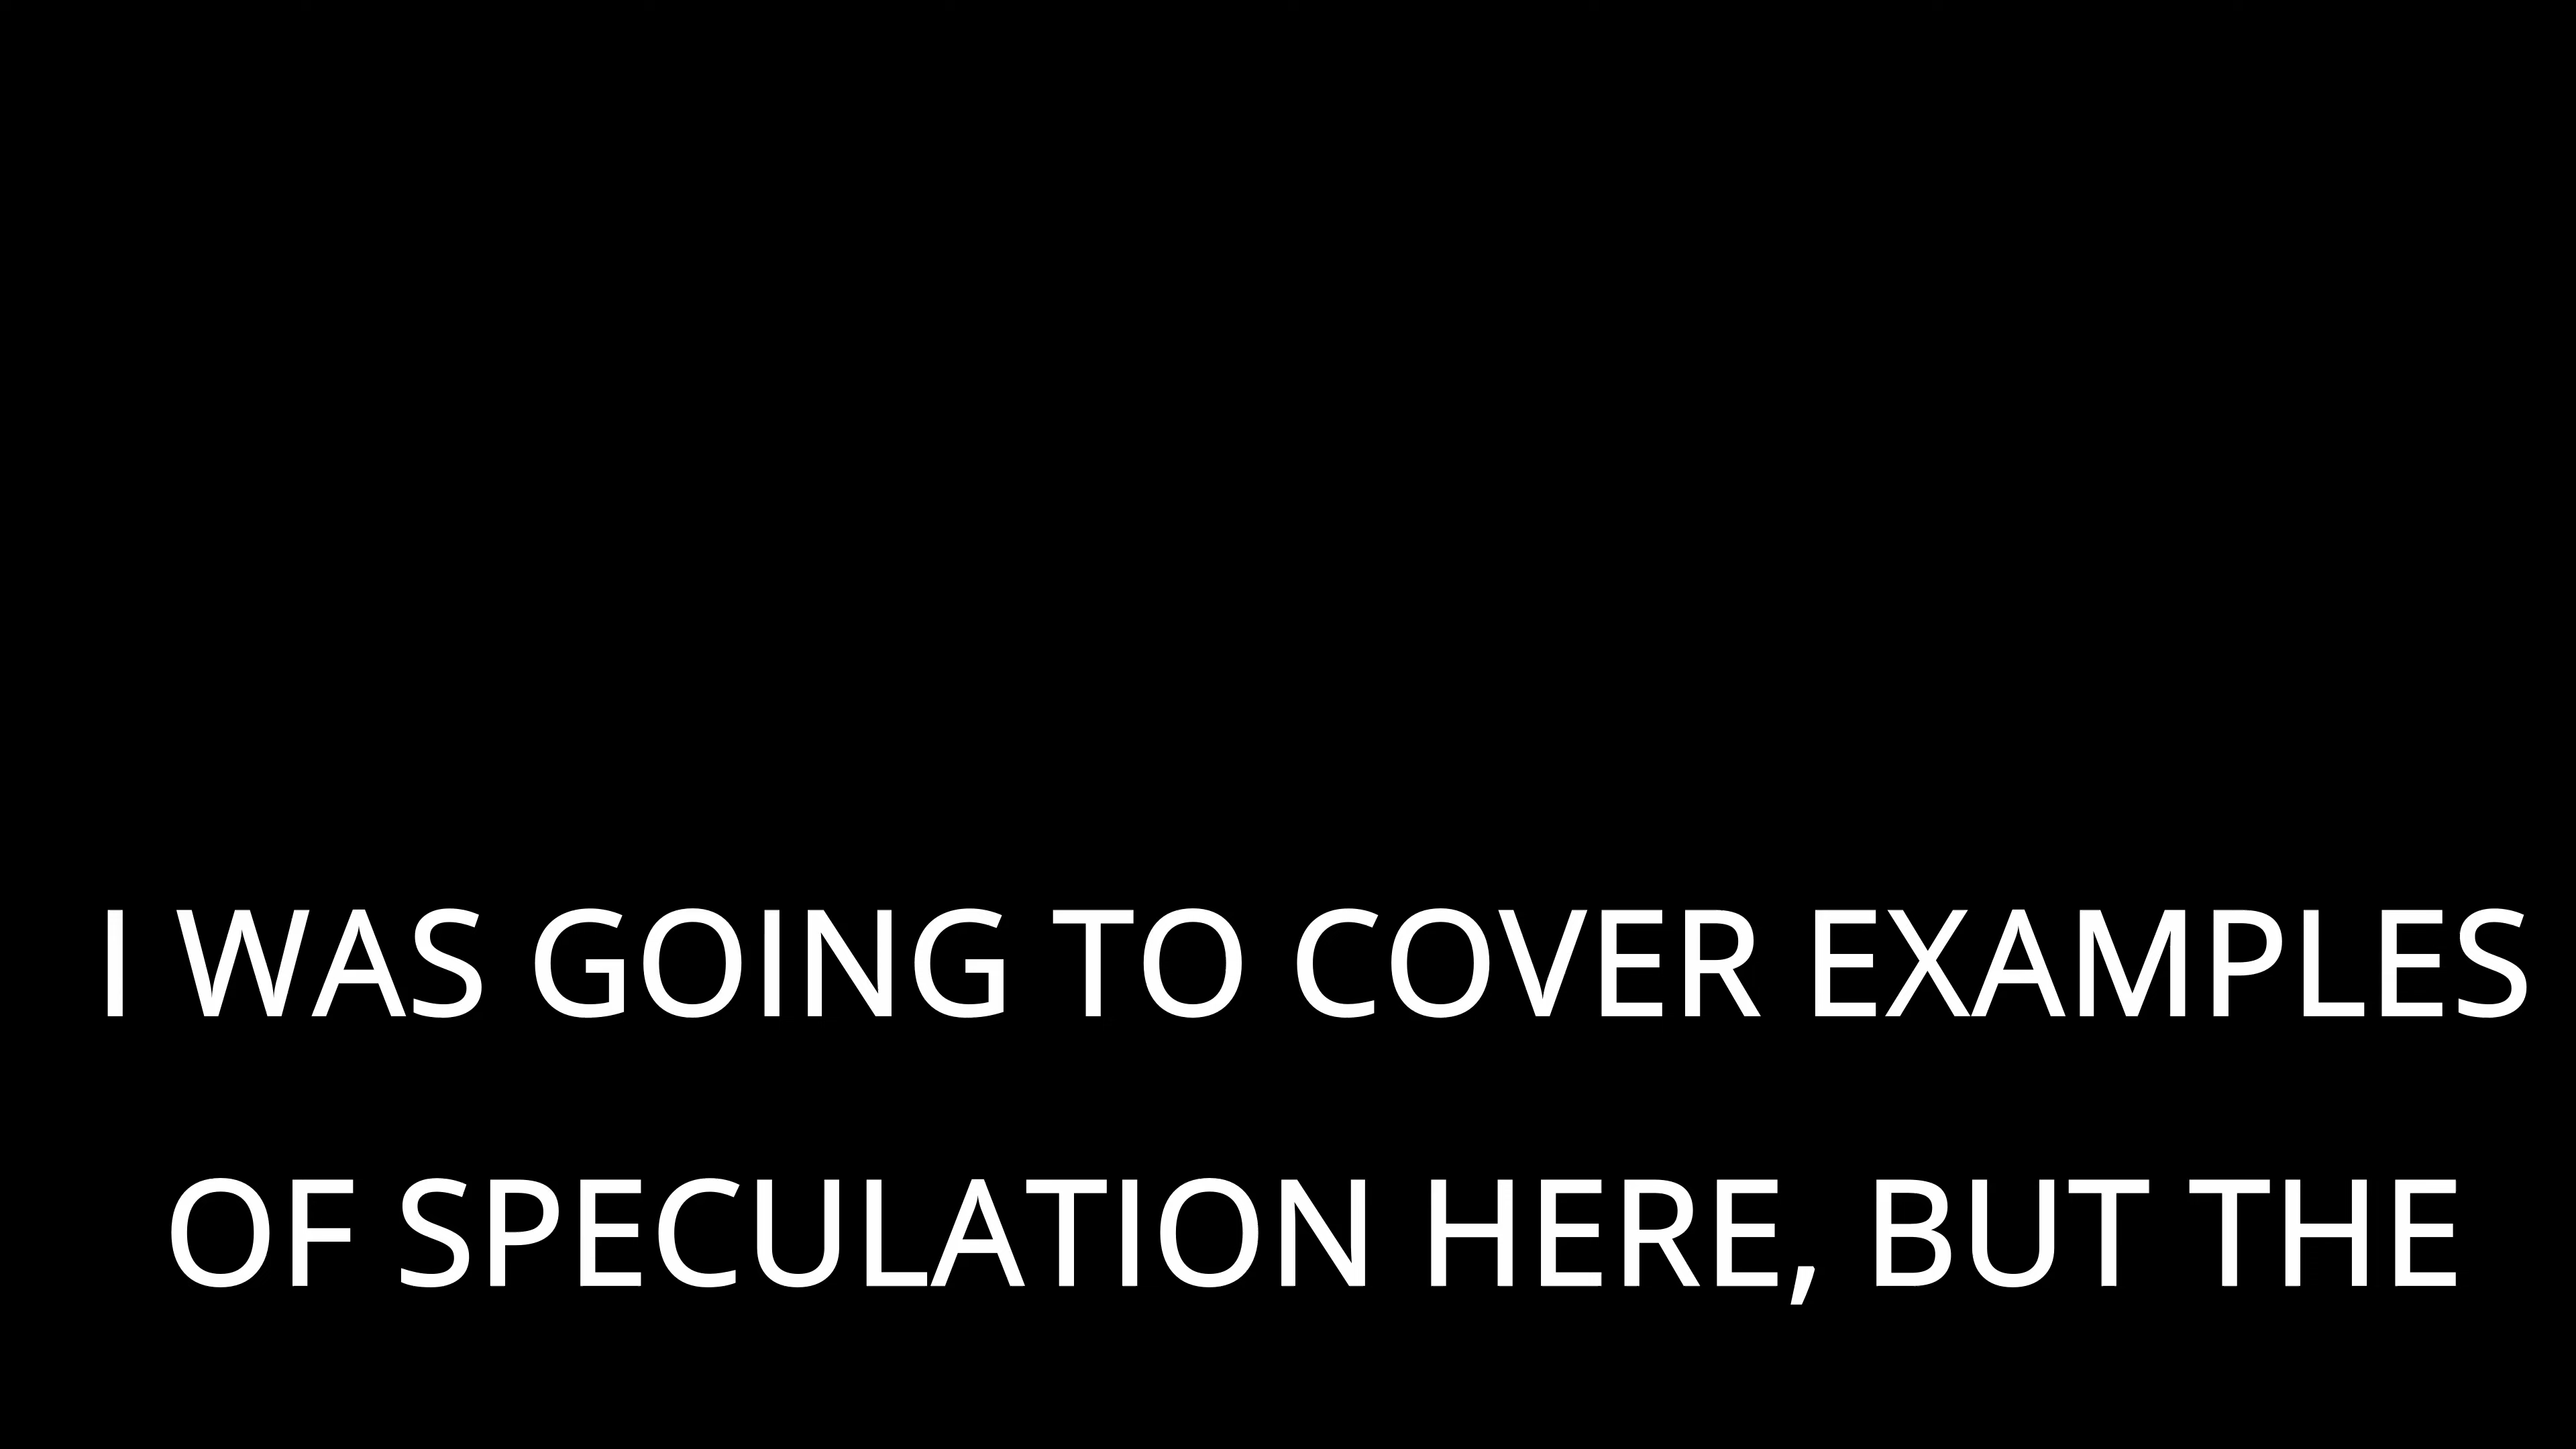 I WAS GOING TO COVER EXAMPLES
OF SPECULATION HERE, BUT THE